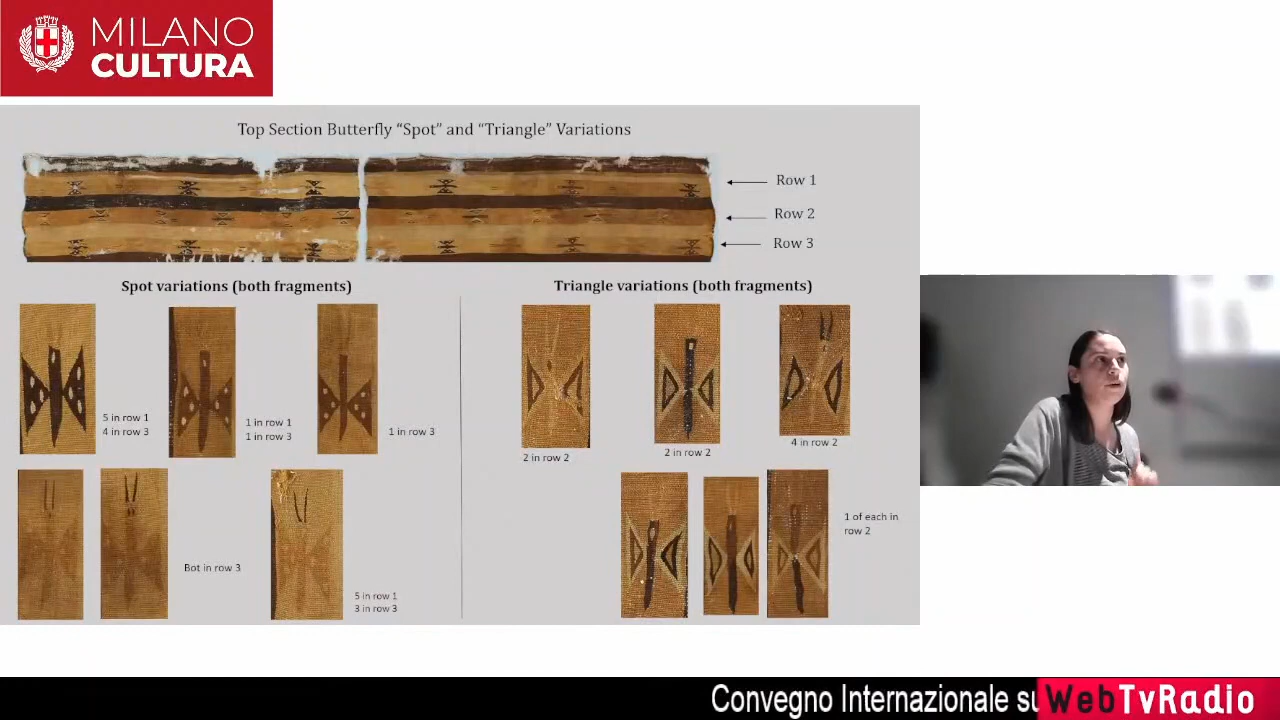 MILANO
CULTURA
Top Section Butterfly “Spot” and “Triangle” Variations
Row 1
Row 2
Row 3
Spot variations (both fragments)
Triangle variations (both fragments)
5 in row 1
4 in row 3
1 in row 1
1 in row 3
1 in row 3
2 in row 2
2 in row 2
4 in row 2
Bot in row 3
5 in row 1
3 in row 3
1 of each in
row 2
Convegno Internazionale su
WebTvRadio